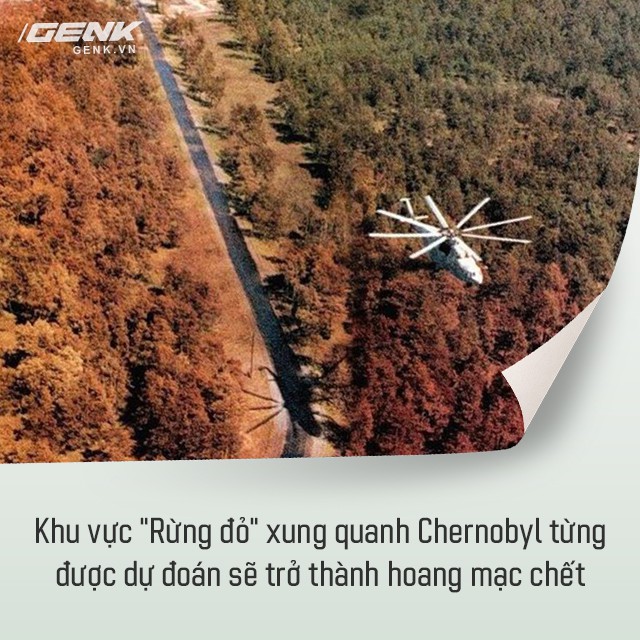 GENK
GENK.VN
Khu vực "Rừng đỏ" xung quanh Chernobyl từng
được dự đoán sẽ trở thành hoang mạc chết